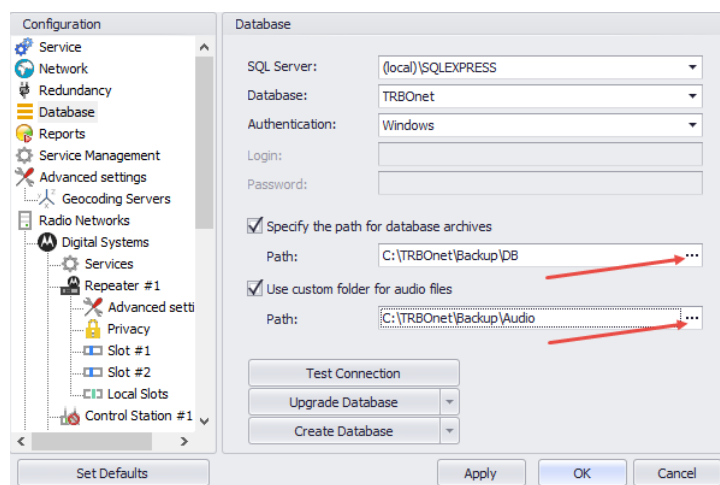 Configuration
Service
Network
Redundancy
Database
Reports
Service Management
Advanced settings
Geocoding Servers
Radio Networks
Digital Systems
Services
Repeater #1
Advanced setti
Privacy
Slot #1
Slot #2
Local Slots
Control Station #1
Set Defaults
Database
SQL Server: (local)\SQLEXPRESS
Database: TRBOnet
Authentication: Windows
Login:
Password:
Specify the path for database archives
Path: C:\TRBOnet\Backup\DB ...
Use custom folder for audio files
Path: C:\TRBOnet\Backup\Audio ...
Test Connection
Upgrade Database
Create Database
Apply OK Cancel